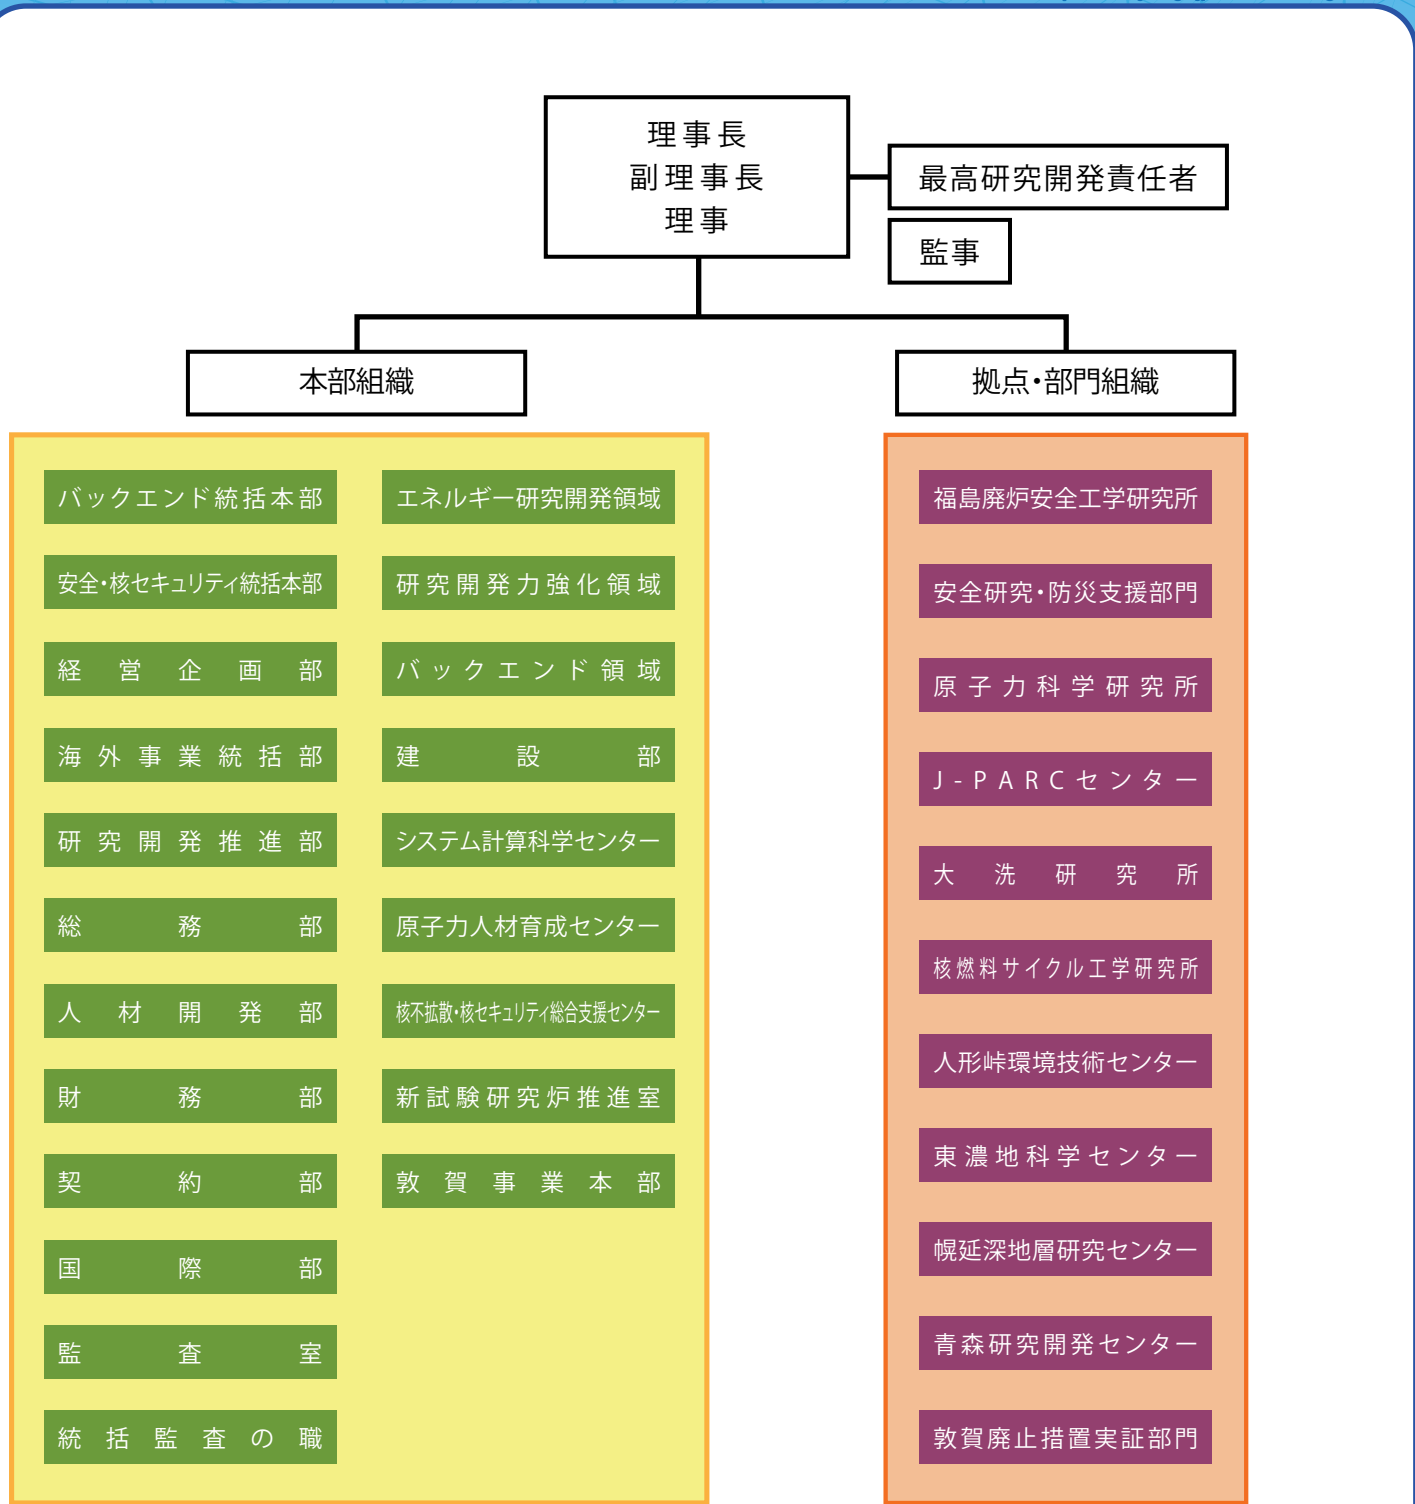 理事長
副理事長
理事
最高研究開発責任者
監事
本部組織
拠点・部門組織
バックエンド統括本部
安全・核セキュリティ統括本部
経営企画部
海外事業統括部
研究開発推進部
総務部
人材開発部
財務部
契約部
国際部
監査室
統括監査の職
エネルギー研究開発領域
研究開発力強化領域
バックエンド領域
建設部
システム計算科学センター
原子力人材育成センター
核不拡散・核セキュリティ総合支援センター
新試験研究炉推進室
敦賀事業本部
福島廃炉安全工学研究所
安全研究・防災支援部門
原子力科学研究所
J-PARCセンター
大洗研究所
核燃料サイクル工学研究所
人形峠環境技術センター
東濃地科学センター
幌延深地層研究センター
青森研究開発センター
敦賀廃止措置実証部門